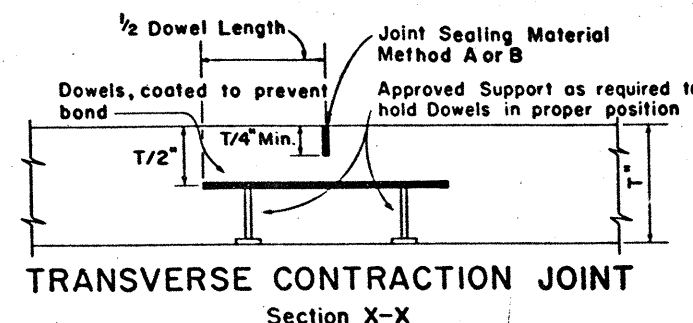 ½ Dowel Length
Joint Sealing Material
Method A or B
Dowels, coated to prevent
bond
Approved Support as required to
hold Dowels in proper position
T/4" Min.
T/2"
T"
TRANSVERSE CONTRACTION JOINT
Section X-X